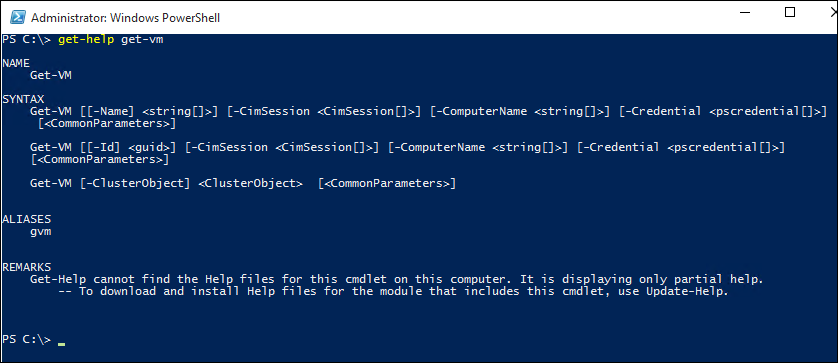 Administrator: Windows PowerShell
PS C:\> get-help get-vm
NAME
    Get-VM
SYNTAX
    Get-VM [[-Name] <string[]>] [-CimSession <CimSession[]>] [-ComputerName <string[]>] [-Credential <pscredential[]>]
     [<CommonParameters>]
    Get-VM [[-Id] <guid>] [-CimSession <CimSession[]>] [-ComputerName <string[]>] [-Credential <pscredential[]>]
    [<CommonParameters>]
    Get-VM [-ClusterObject] <ClusterObject>  [<CommonParameters>]
ALIASES
    gvm
REMARKS
    Get-Help cannot find the Help files for this cmdlet on this computer. It is displaying only partial help.
        -- To download and install Help files for the module that includes this cmdlet, use Update-Help.
PS C:\> _